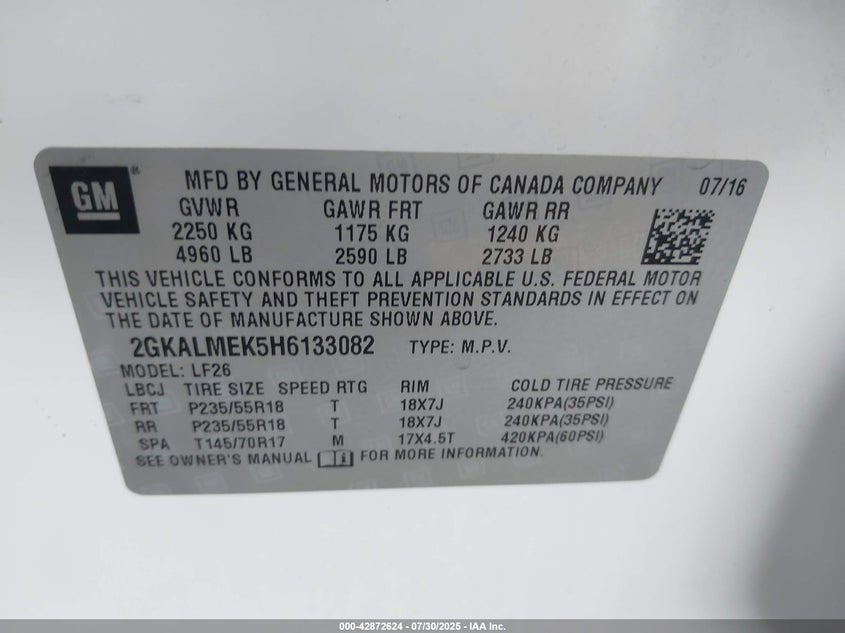 GM ®
MFD BY GENERAL MOTORS OF CANADA COMPANY 07/16
GVWR GAWR FRT GAWR RR
2250 KG 1175 KG 1240 KG
4960 LB 2590 LB 2733 LB
THIS VEHICLE CONFORMS TO ALL APPLICABLE U.S. FEDERAL MOTOR
VEHICLE SAFETY AND THEFT PREVENTION STANDARDS IN EFFECT ON
THE DATE OF MANUFACTURE SHOWN ABOVE.
2GKALMEK5H6133082 TYPE: M.P.V.
MODEL: LF26
LBCJ TIRE SIZE SPEED RTG RIM COLD TIRE PRESSURE
FRT P235/55R18 T 18X7J 240KPA(35PSI)
RR P235/55R18 T 18X7J 240KPA(35PSI)
SPA T145/70R17 M 17X4.5T 420KPA(60PSI)
SEE OWNER'S MANUAL FOR MORE INFORMATION.
000-42872624 | 07/30/2025 - IAA Inc.